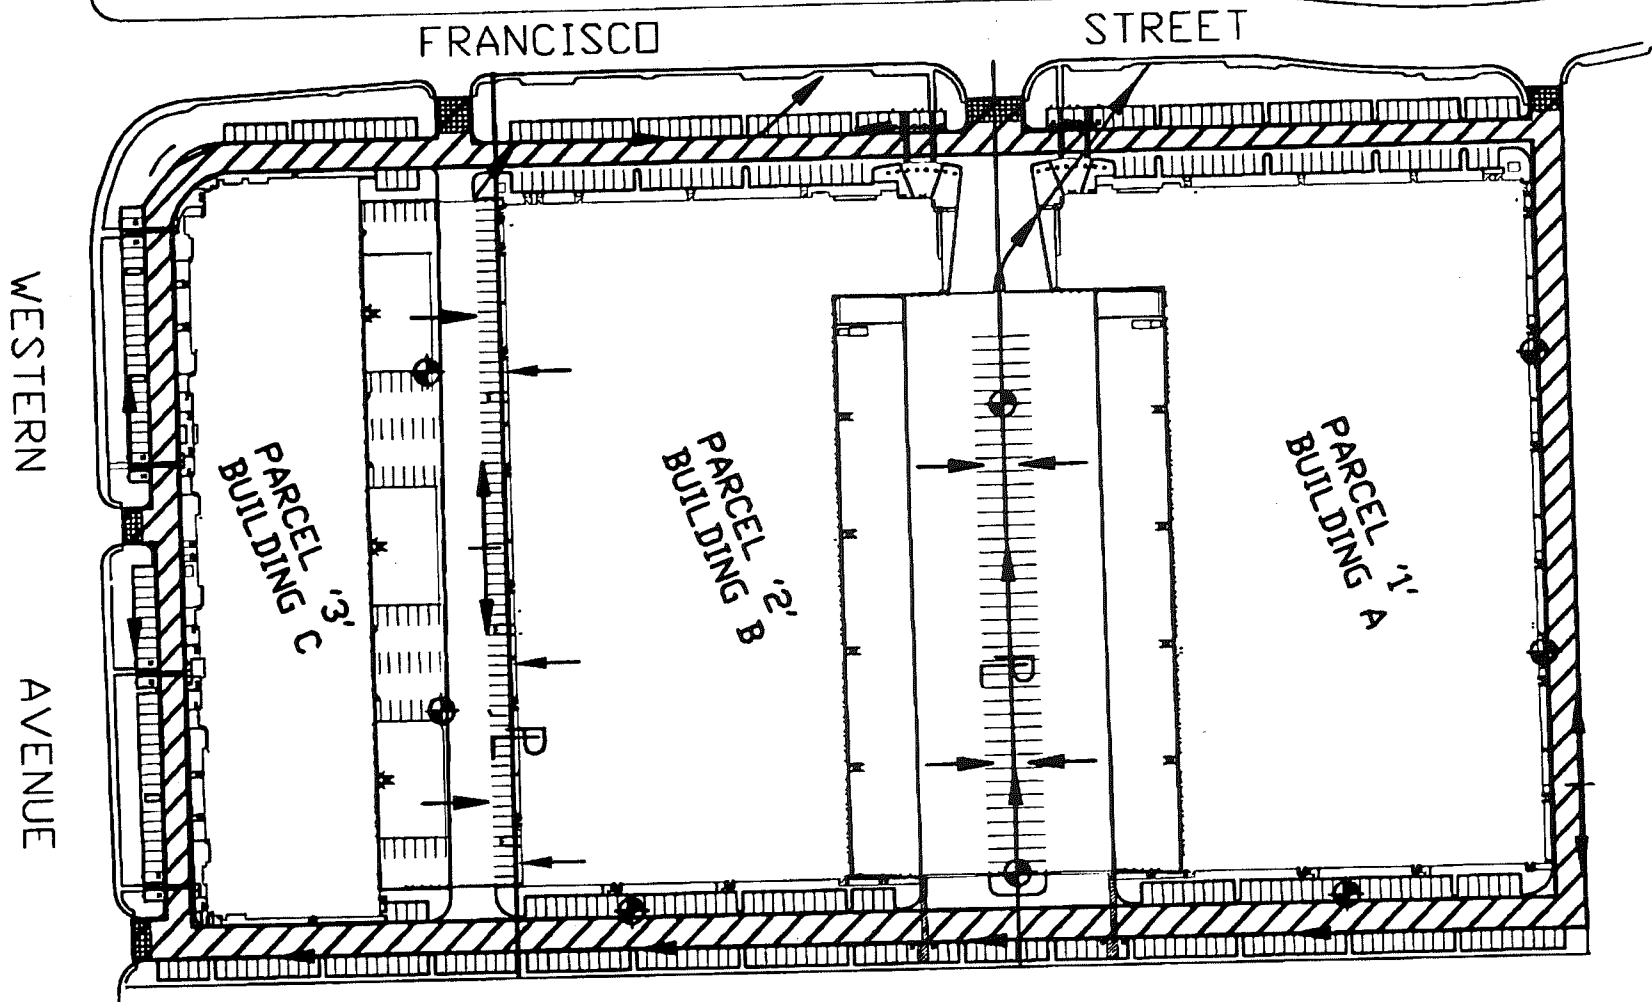 FRANCISCO STREET
WESTERN AVENUE
PARCEL '3'
BUILDING C
PARCEL '2'
BUILDING B
PARCEL '1'
BUILDING A